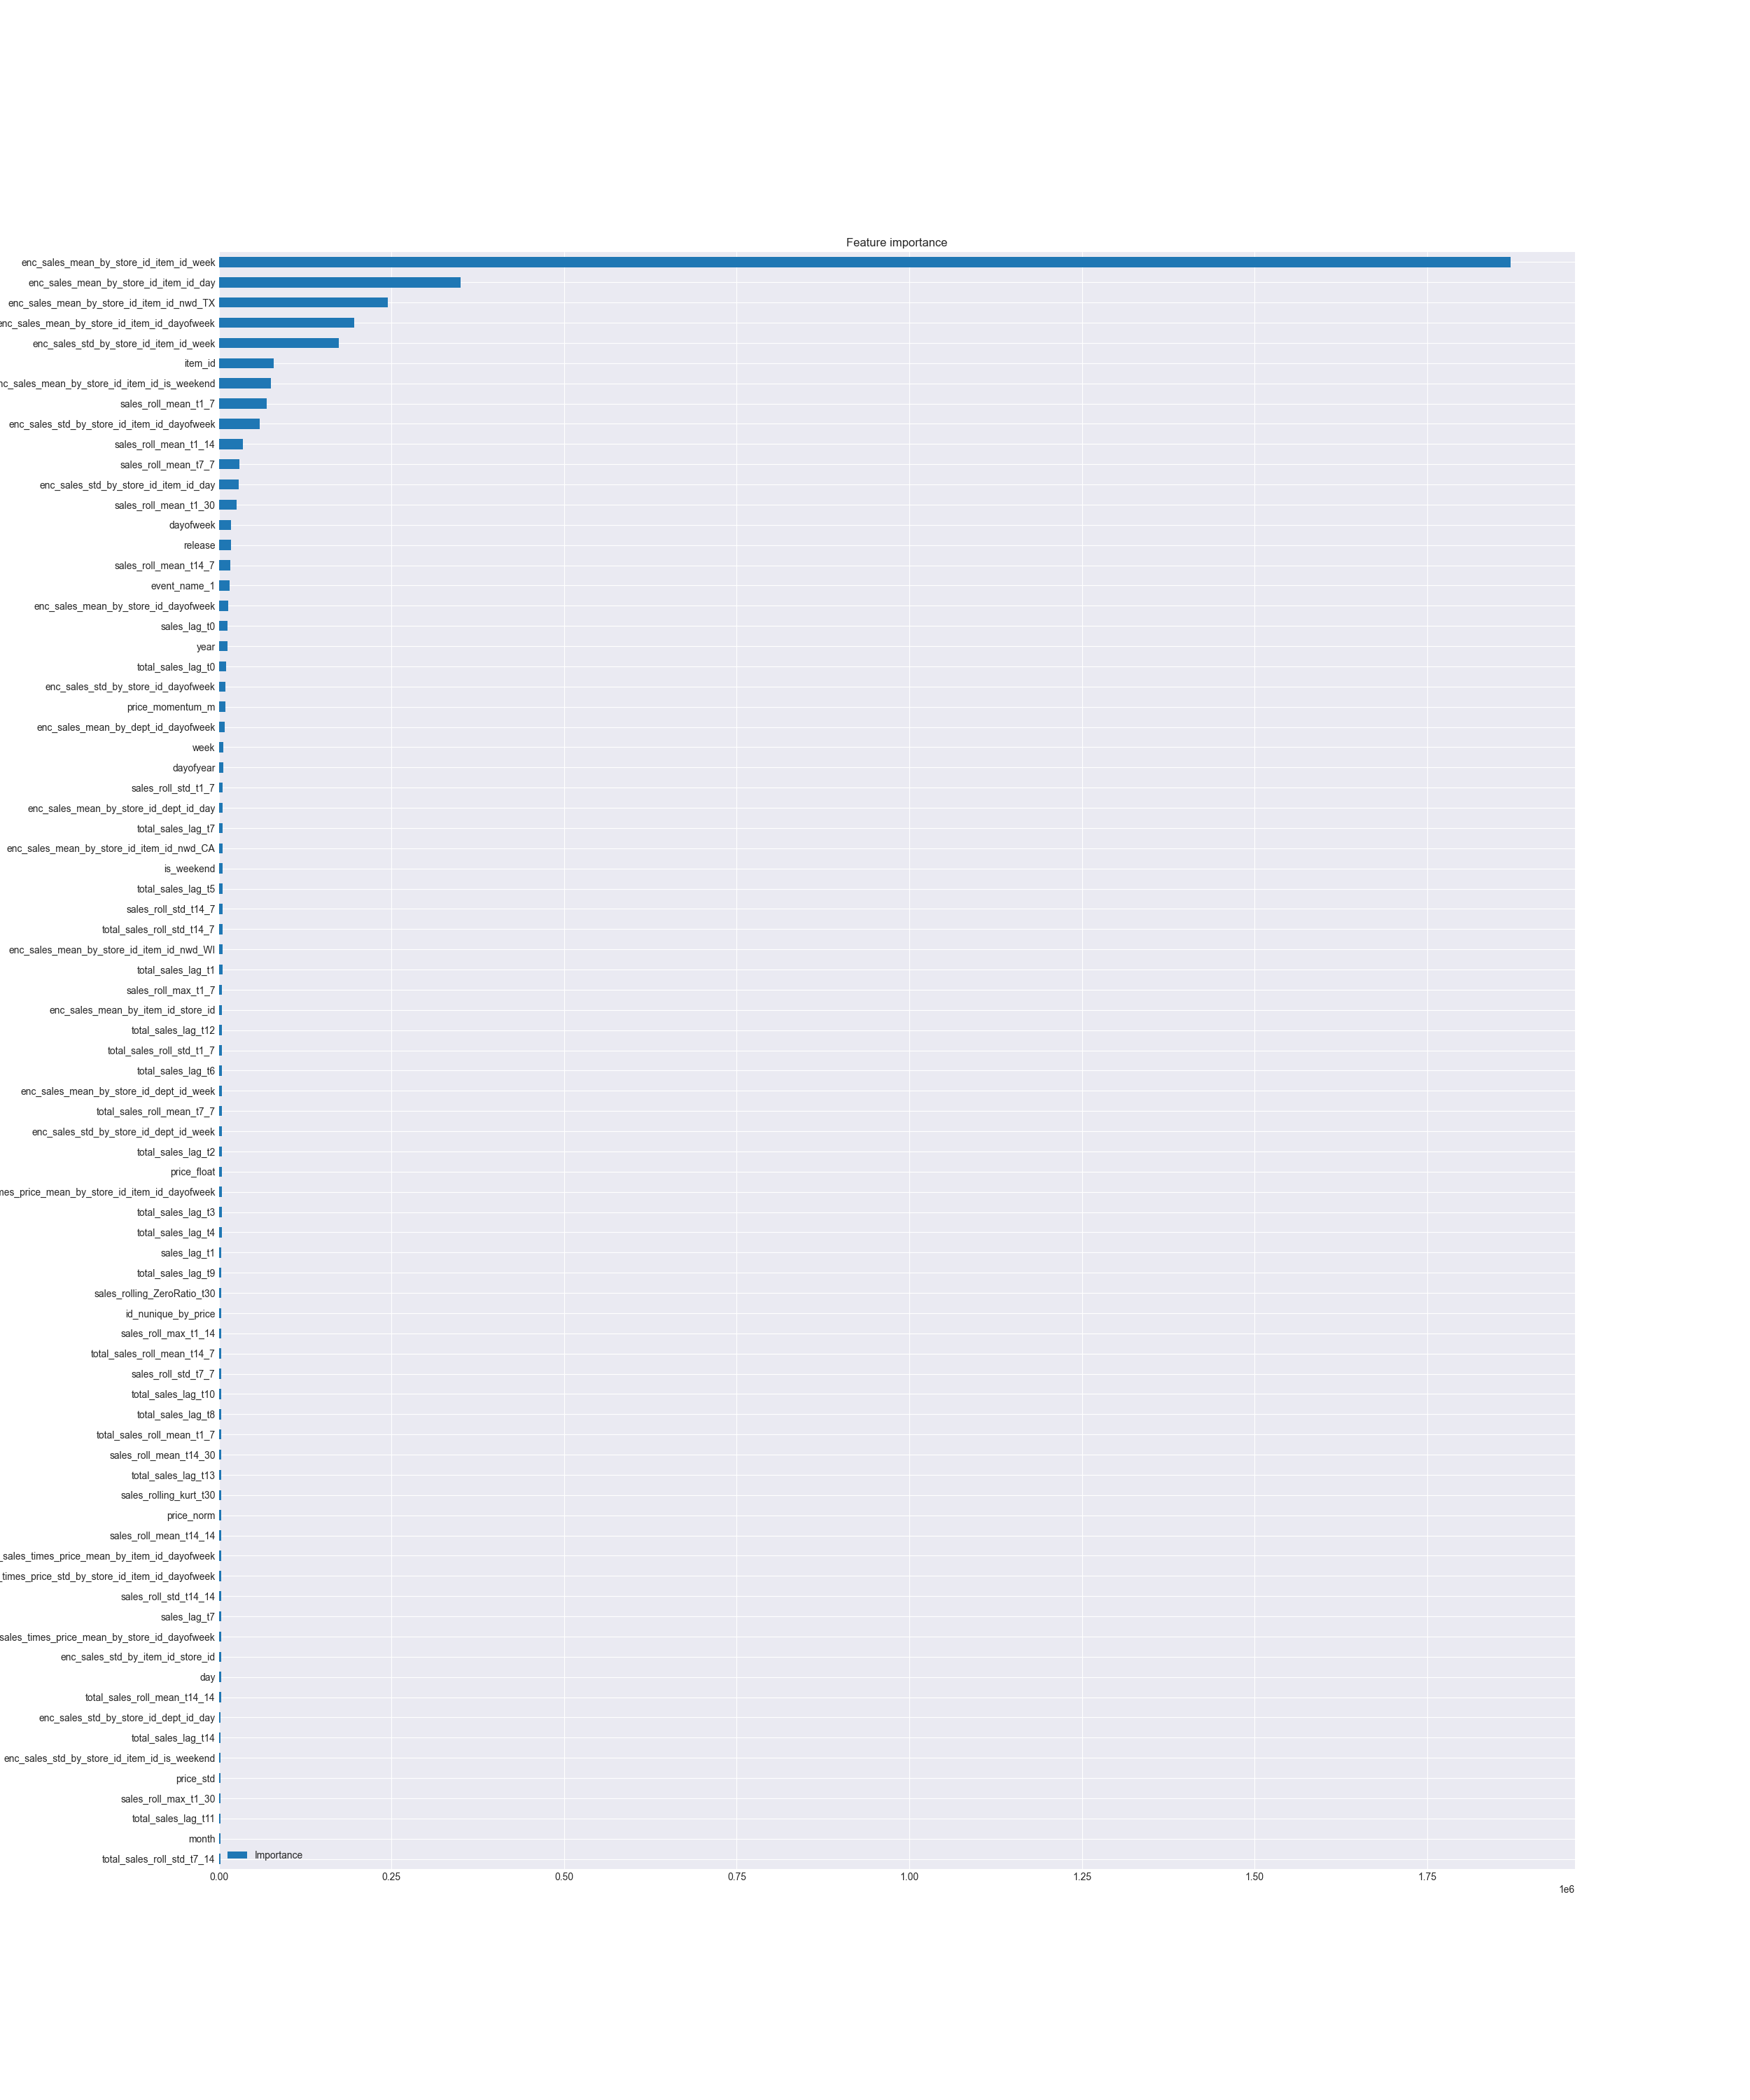 Feature importance
enc_sales_mean_by_store_id_item_id_week
enc_sales_mean_by_store_id_item_id_day
enc_sales_mean_by_store_id_item_id_nwd_TX
enc_sales_mean_by_store_id_item_id_dayofweek
enc_sales_std_by_store_id_item_id_week
item_id
nc_sales_mean_by_store_id_item_id_is_weekend
sales_roll_mean_t1_7
enc_sales_std_by_store_id_item_id_dayofweek
sales_roll_mean_t1_14
sales_roll_mean_t7_7
enc_sales_std_by_store_id_item_id_day
sales_roll_mean_t1_30
dayofweek
release
sales_roll_mean_t14_7
event_name_1
enc_sales_mean_by_store_id_dayofweek
sales_lag_t0
year
total_sales_lag_t0
enc_sales_std_by_store_id_dayofweek
price_momentum_m
enc_sales_mean_by_dept_id_dayofweek
week
dayofyear
sales_roll_std_t1_7
enc_sales_mean_by_store_id_dept_id_day
total_sales_lag_t7
enc_sales_mean_by_store_id_item_id_nwd_CA
is_weekend
total_sales_lag_t5
sales_roll_std_t14_7
total_sales_roll_std_t14_7
enc_sales_mean_by_store_id_item_id_nwd_WI
total_sales_lag_t1
sales_roll_max_t1_7
enc_sales_mean_by_item_id_store_id
total_sales_lag_t12
total_sales_roll_std_t1_7
total_sales_lag_t6
enc_sales_mean_by_store_id_dept_id_week
total_sales_roll_mean_t7_7
enc_sales_std_by_store_id_dept_id_week
total_sales_lag_t2
price_float
mes_price_mean_by_store_id_item_id_dayofweek
total_sales_lag_t3
total_sales_lag_t4
sales_lag_t1
total_sales_lag_t9
sales_rolling_ZeroRatio_t30
id_nunique_by_price
sales_roll_max_t1_14
total_sales_roll_mean_t14_7
sales_roll_std_t7_7
total_sales_lag_t10
total_sales_lag_t8
total_sales_roll_mean_t1_7
sales_roll_mean_t14_30
total_sales_lag_t13
sales_rolling_kurt_t30
price_norm
sales_roll_mean_t14_14
_sales_times_price_mean_by_item_id_dayofweek
_times_price_std_by_store_id_item_id_dayofweek
sales_roll_std_t14_14
sales_lag_t7
sales_times_price_mean_by_store_id_dayofweek
enc_sales_std_by_item_id_store_id
day
total_sales_roll_mean_t14_14
enc_sales_std_by_store_id_dept_id_day
total_sales_lag_t14
enc_sales_std_by_store_id_item_id_is_weekend
price_std
sales_roll_max_t1_30
total_sales_lag_t11
month
total_sales_roll_std_t7_14
Importance
0.00 0.25 0.50 0.75 1.00 1.25 1.50 1.75
1e6